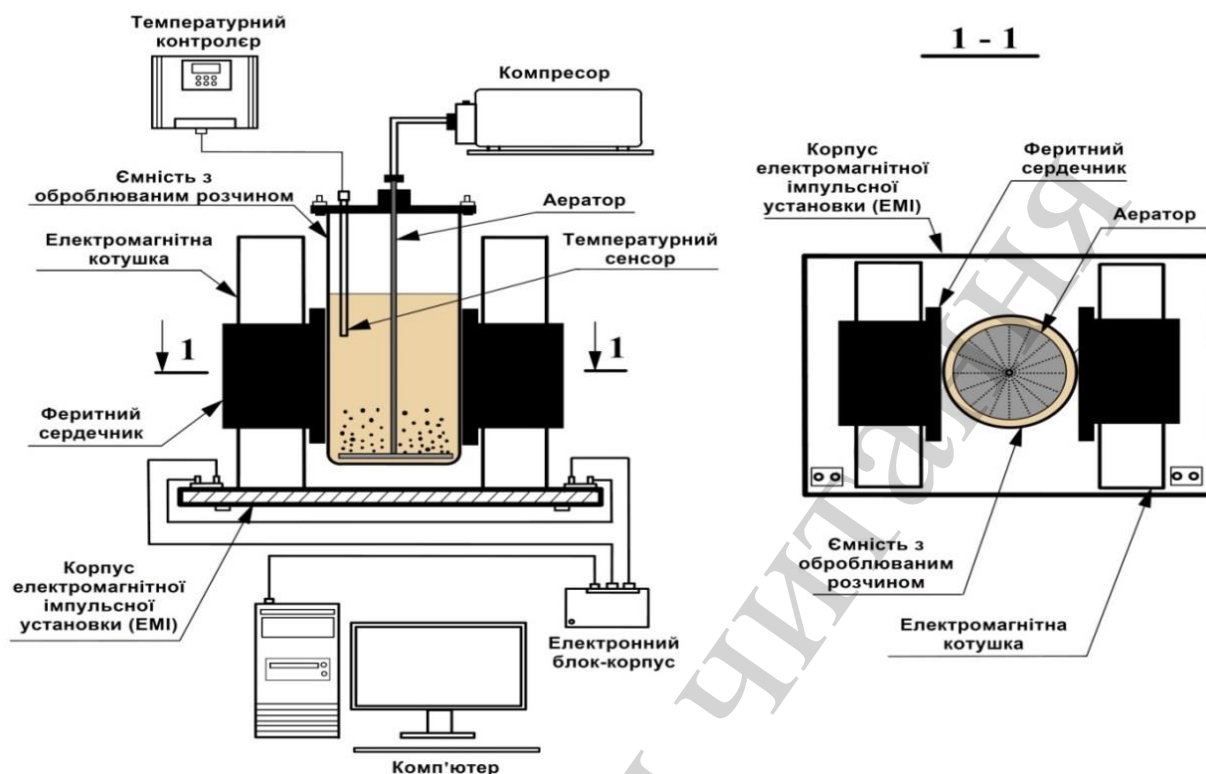 Температурний
контролєр
Компресор
Ємність з
оброблюваним розчином
Електромагнітна
котушка
Аератор
Температурний
сенсор
1
1
Феритний
сердечник
Корпус
електромагнітної
імпульсної
установки (ЕМІ)
Електронний
блок-корпус
Комп'ютер
1 - 1
Корпус
електромагнітної
імпульсної
установки (ЕМІ)
Феритний
сердечник
Аератор
Ємність з
оброблюваним
розчином
Електромагнітна
котушка
читання